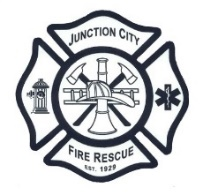 JUNCTION CITY
FIRE RESCUE
EST. 1929